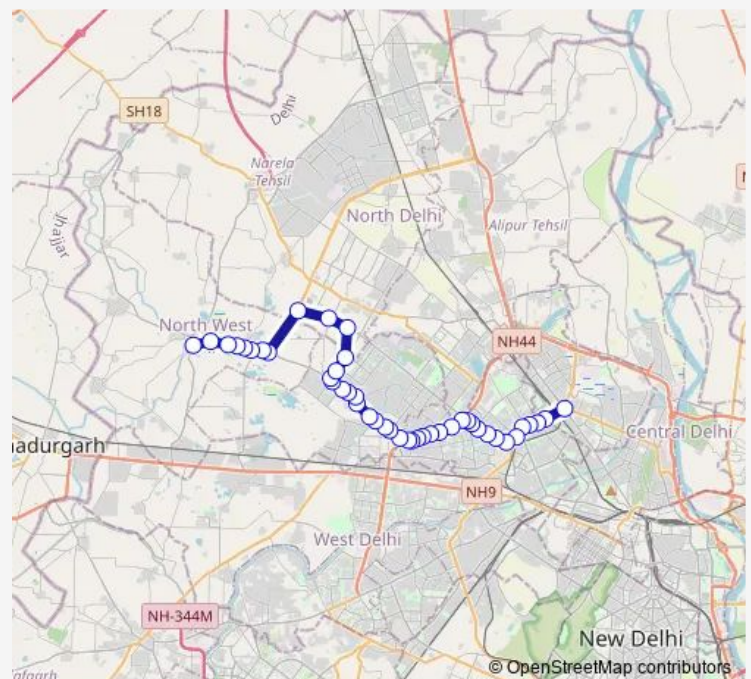 SH18
Delhi
Narela
Tehsil
North Delhi
Alipur Tehsil
Jhajjar
North West
NH44
Central Delhi
nadurgarh
NH9
West Delhi
NH-344M
New Delhi
© OpenStreetMap contributors